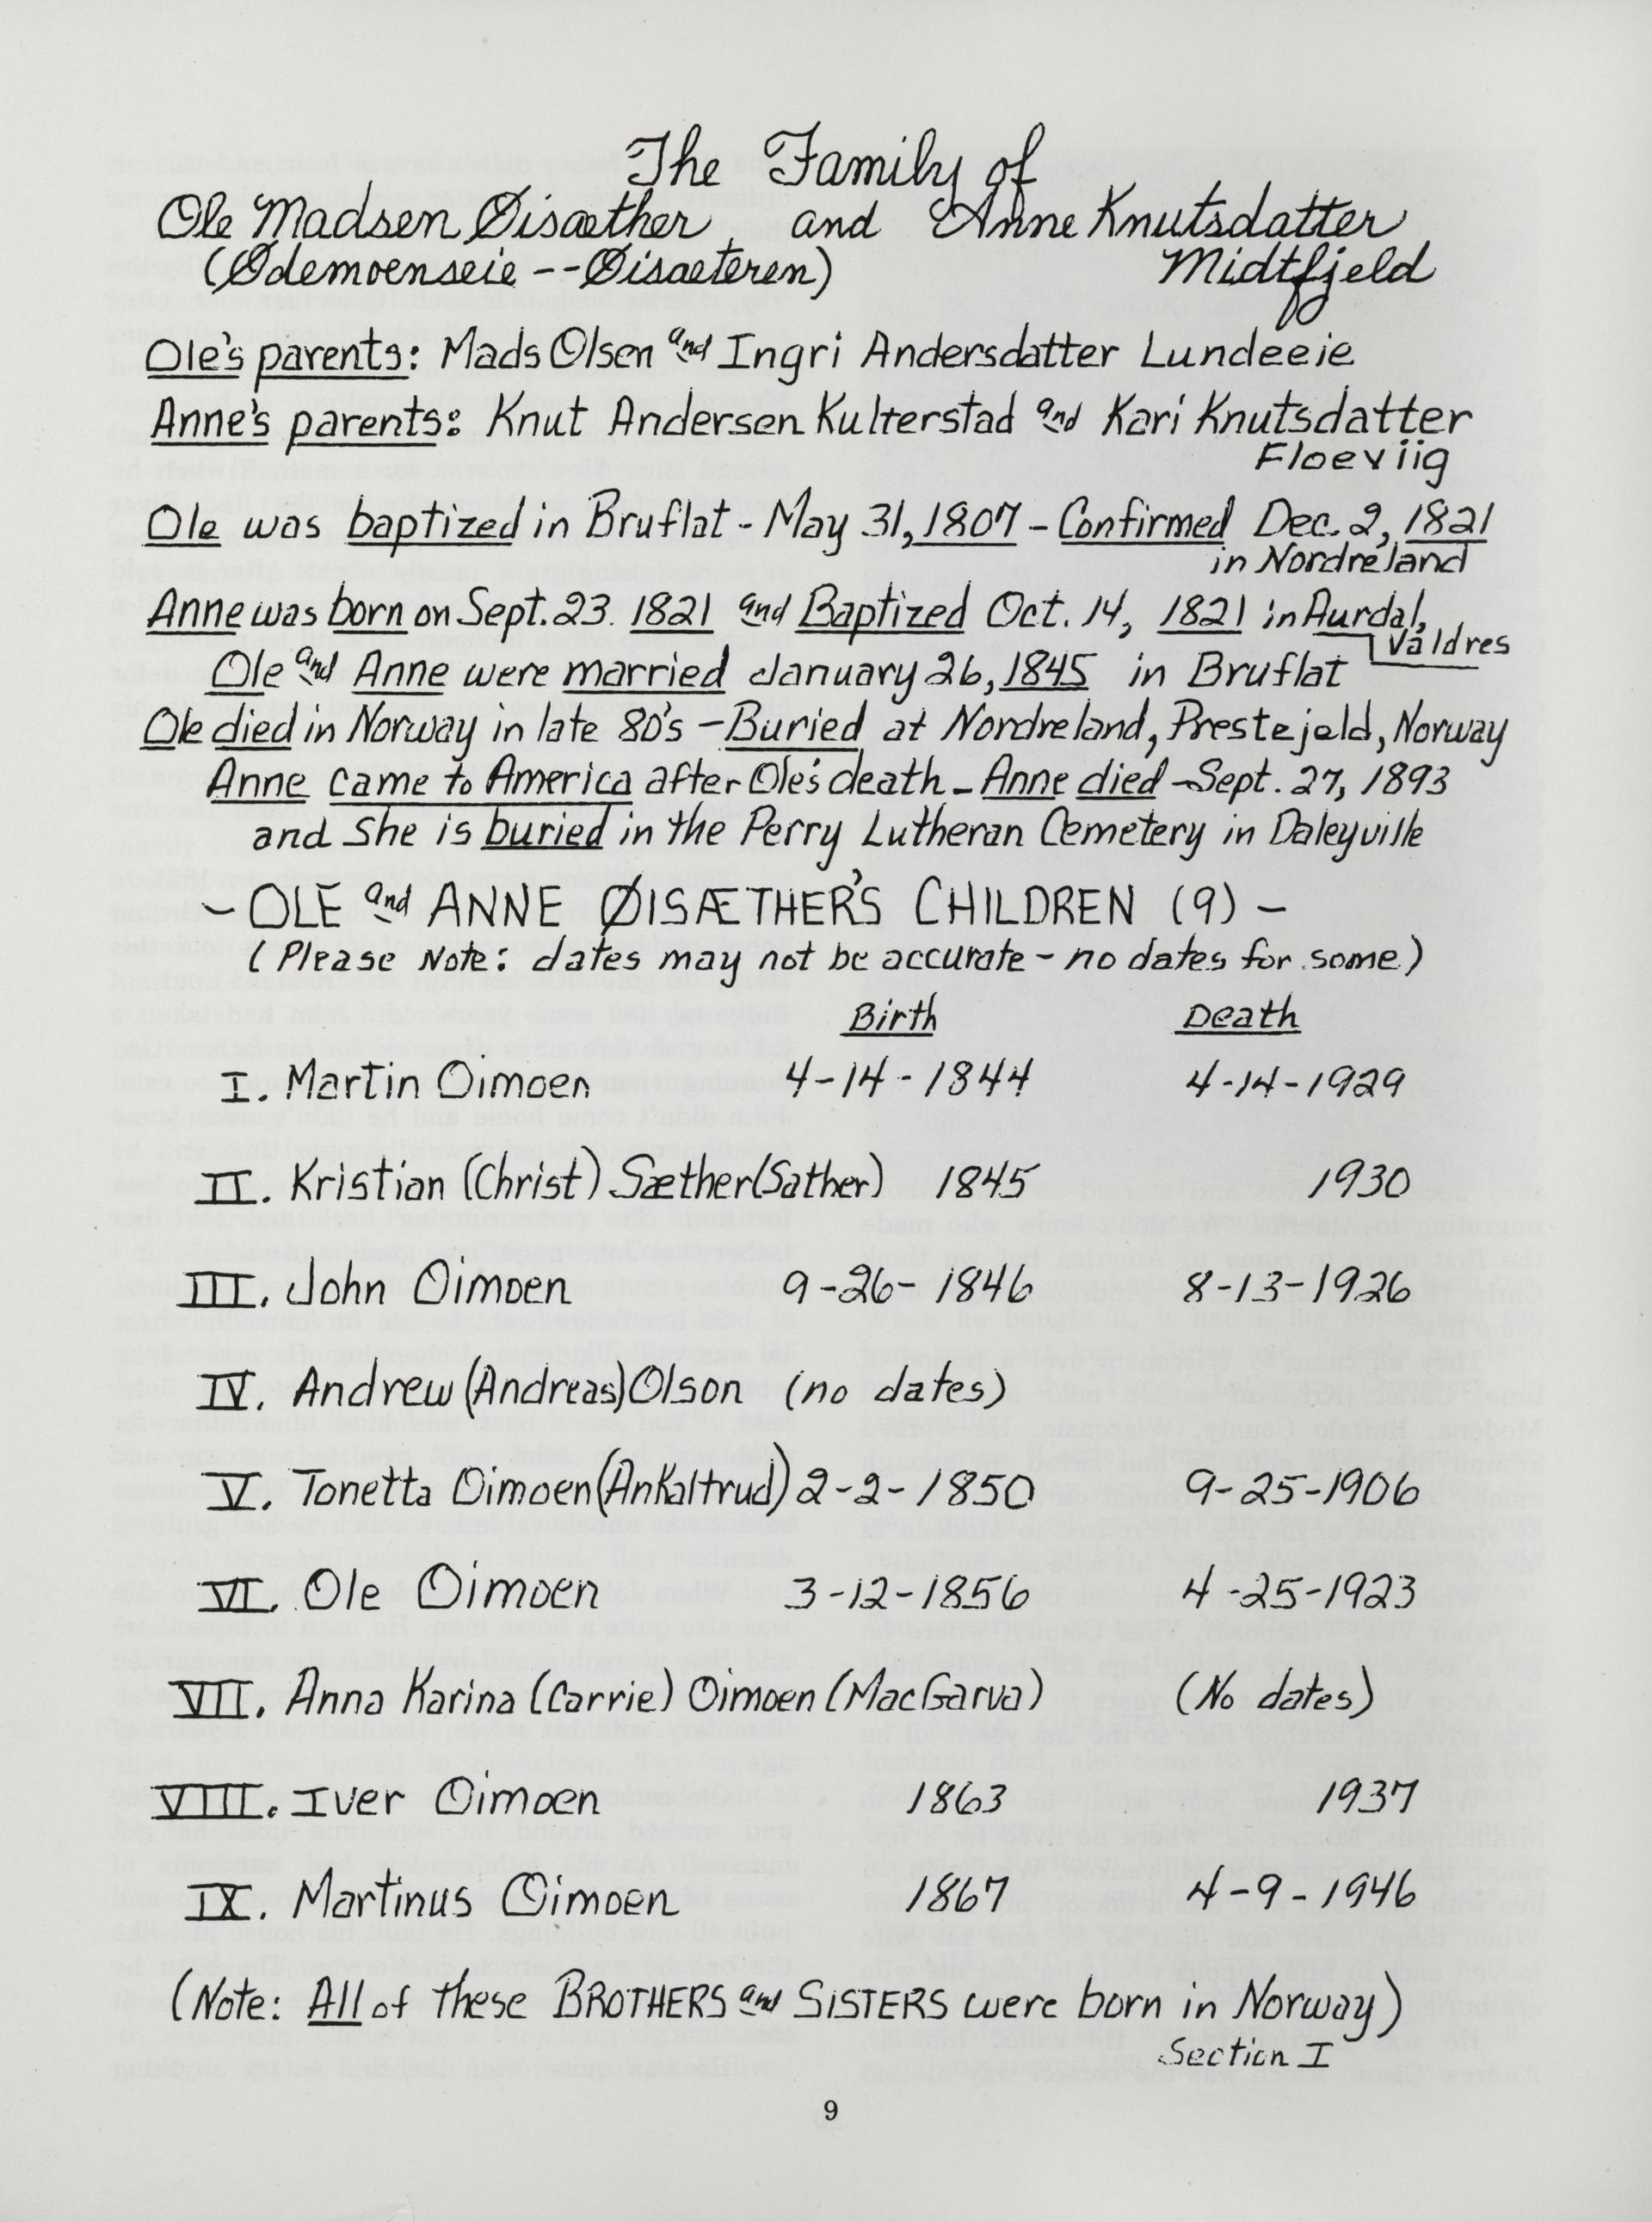 The Family of
Ole Madsen Øisæther, and Anne Knutsdatter
(Ødemoenseie -- Øisæteren) Midtfjeld
Ole's parents: Mads Olsen and Ingri Andersdatter Lundeeie
Anne's parents: Knut Andersen Kulterstad and Kari Knutsdatter
Floeviig
Ole was baptized in Bruflat - May 31, 1807 - Confirmed Dec. 2, 1821
in Nordre land
Anne was born on Sept. 23. 1821 and Baptized Oct. 14, 1821 in Aurdal,
Valdres
Ole and Anne were married January 26, 1845 in Bruflat
Ole died in Norway in late 80's - Buried at Nordre land, Prestejeld, Norway
Anne came to America after Ole's death - Anne died - Sept. 27, 1893
and she is buried in the Perry Lutheran Cemetery in Daleyville
- OLE and ANNE ØISÆTHER'S CHILDREN (9) -
(Please Note: dates may not be accurate - no dates for some)
Birth Death
I. Martin Oimoen 4-14-1844 4-14-1929
II. Kristian (Christ) Sæther (Sather) 1845 1930
III. John Oimoen 9-26-1846 8-13-1926
IV. Andrew (Andreas) Olson (no dates)
V. Tonetta Oimoen (Ankaltrud) 2-2-1850 9-25-1906
VI. Ole Oimoen 3-12-1856 4-25-1923
VII. Anna Karina (Carrie) Oimoen (MacGarva) (No dates)
VIII. Iver Oimoen 1863 1937
IX. Martinus Oimoen 1867 4-9-1946
(Note: All of these BROTHERS and SISTERS were born in Norway)
Section I
9